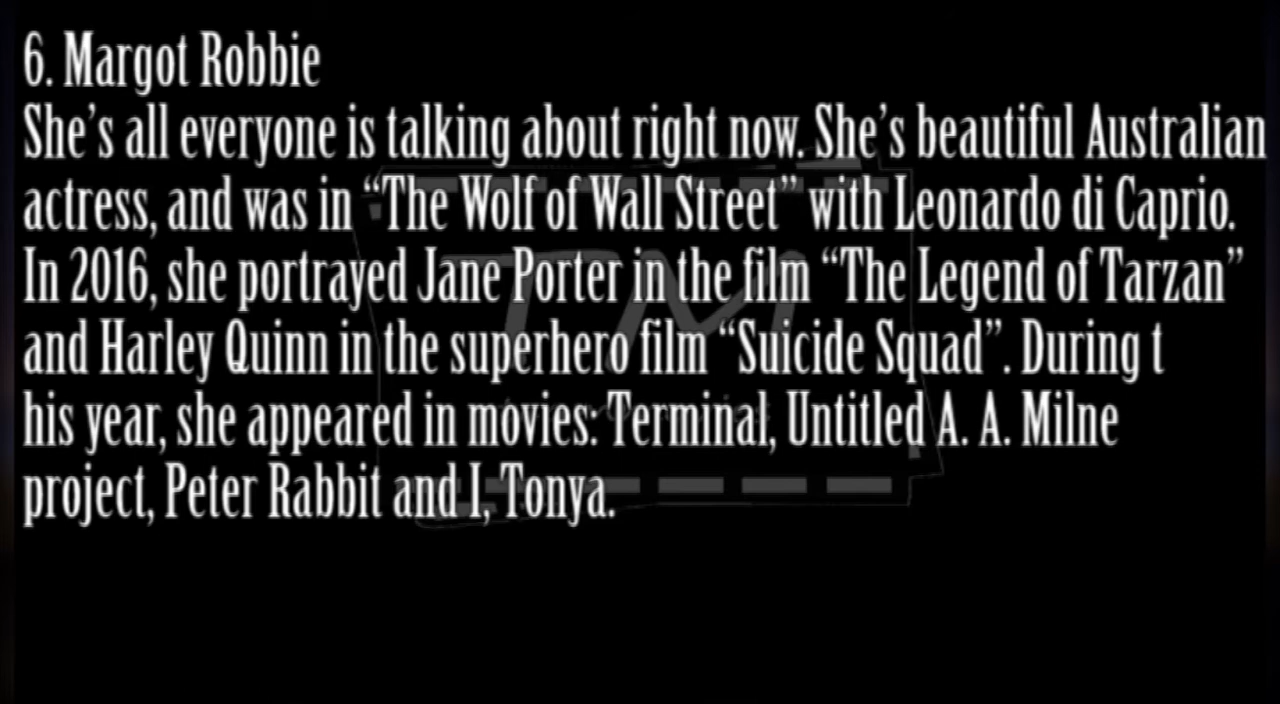 6. Margot Robbie
She’s all everyone is talking about right now. She’s beautiful Australian
actress, and was in “The Wolf of Wall Street” with Leonardo di Caprio.
In 2016, she portrayed Jane Porter in the film “The Legend of Tarzan”
and Harley Quinn in the superhero film “Suicide Squad”. During t
his year, she appeared in movies: Terminal, Untitled A. A. Milne
project, Peter Rabbit and I, Tonya.
TM